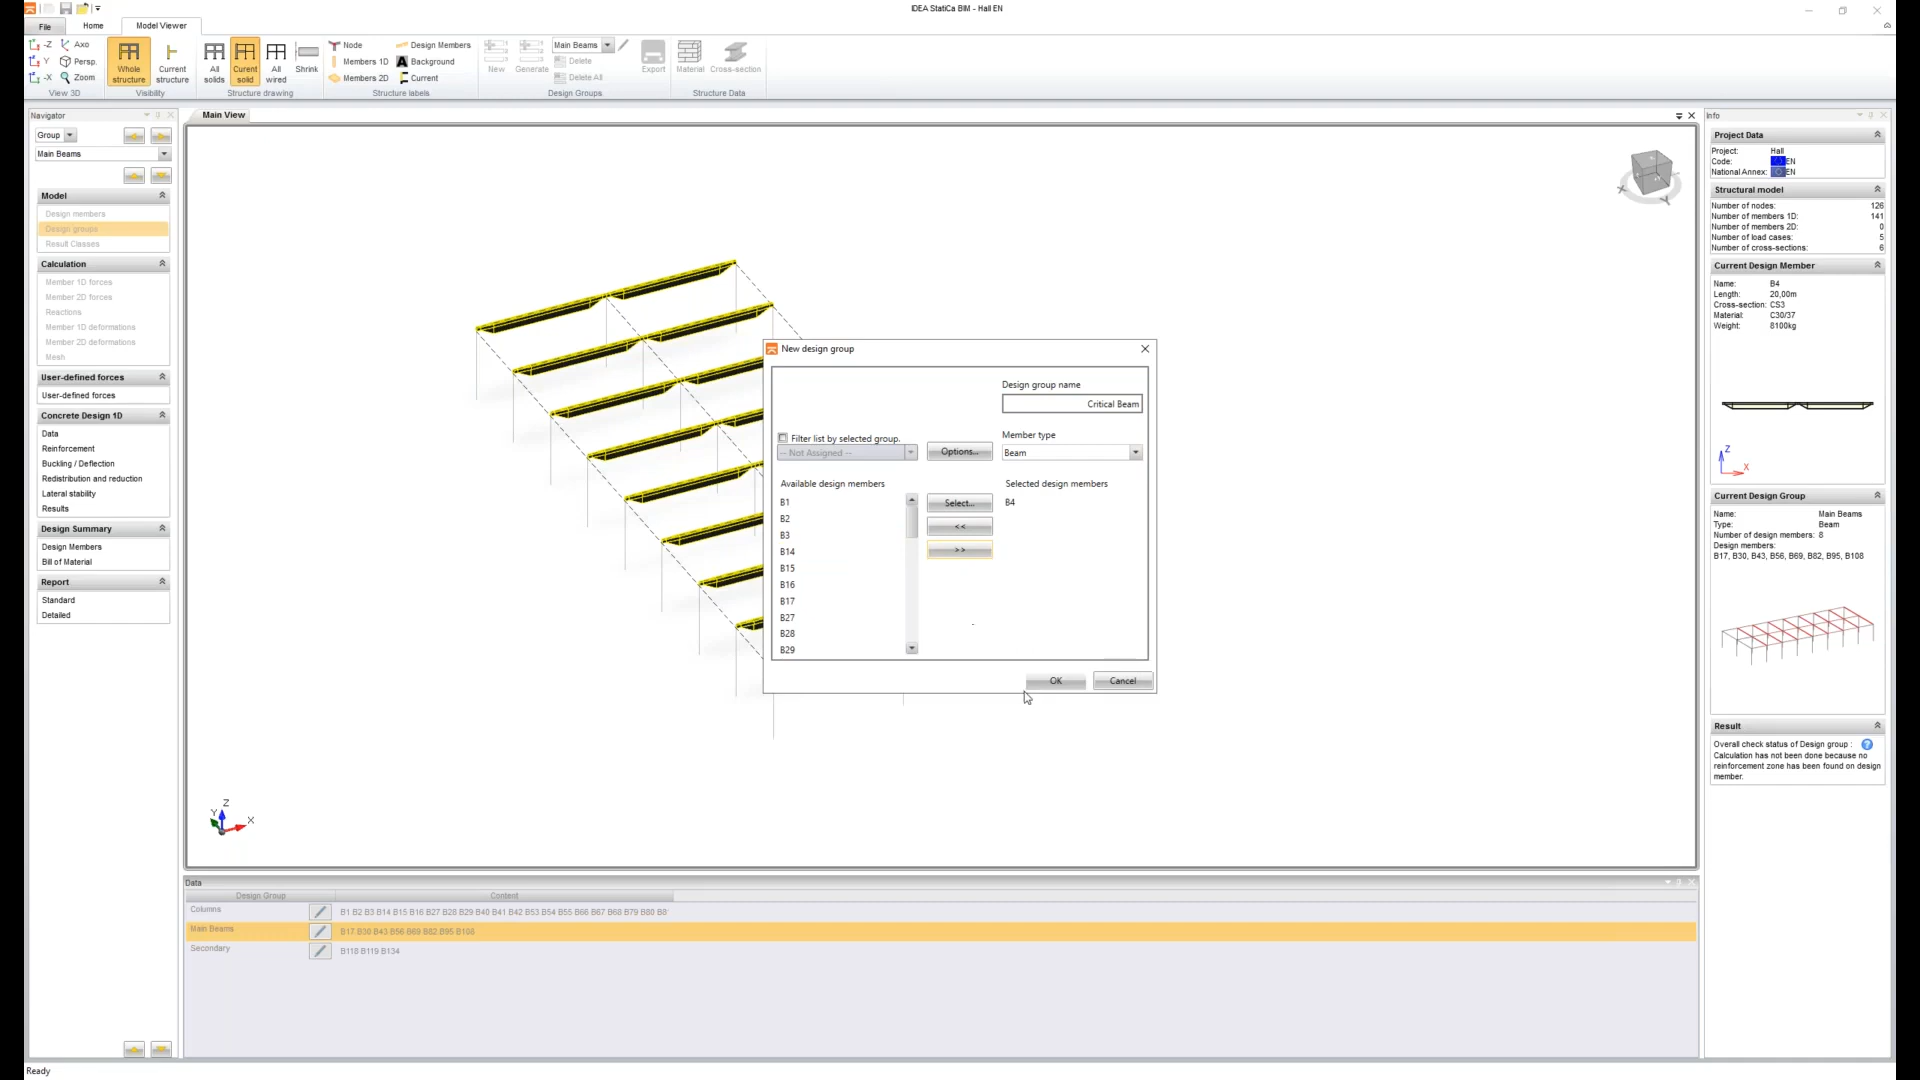 IDEA StatiCa BIM - Hall EN
File
Home
Model Viewer
-Z
Axo
Y
Persp.
-X
Zoom
View 3D
Whole structure
Current structure
Visibility
All solids
Curent solid
All wired
Shrink
Structure drawing
Node
Members 1D
Members 2D
Design Members
Background
Current
Structure labels
New
Generate
Main Beams
Delete
Delete All
Design Groups
Export
Material
Cross-section
Structure Data
Navigator
Group
Main Beams
Model
Design members
Design groups
Result Classes
Calculation
Member 1D forces
Member 2D forces
Reactions
Member 1D deformations
Member 2D deformations
Mesh
User-defined forces
User-defined forces
Concrete Design 1D
Data
Reinforcement
Buckling / Deflection
Redistribution and reduction
Lateral stability
Results
Design Summary
Design Members
Bill of Material
Report
Standard
Detailed
Main View
Z
Y
X
New design group
Design group name
Critical Beam
Filter list by selected group.
-- Not Assigned --
Options...
Member type
Beam
Available design members
Selected design members
B1
B2
B3
B14
B15
B16
B17
B27
B28
B29
Select...
<<
>>
B4
OK
Cancel
Data
Design Group
Content
Columns
B1 B2 B3 B14 B15 B16 B27 B28 B29 B40 B41 B42 B53 B54 B55 B66 B67 B68 B79 B80 B8
Main Beams
B17 B30 B43 B56 B69 B82 B95 B108
Secondary
B118 B119 B134
Info
Project Data
Project: Hall
Code: EN
National Annex: EN
Structural model
Number of nodes: 126
Number of members 1D: 141
Number of members 2D: 0
Number of load cases: 5
Number of cross-sections: 6
Current Design Member
Name: B4
Length: 20,00m
Cross-section: CS3
Material: C30/37
Weight: 8100kg
Z
X
Current Design Group
Name: Main Beams
Type: Beam
Number of design members: 8
Design members:
B17, B30, B43, B56, B69, B82, B95, B108
Result
Overall check status of Design group :
Calculation has not been done because no
reinforcement zone has been found on design
member.
Ready